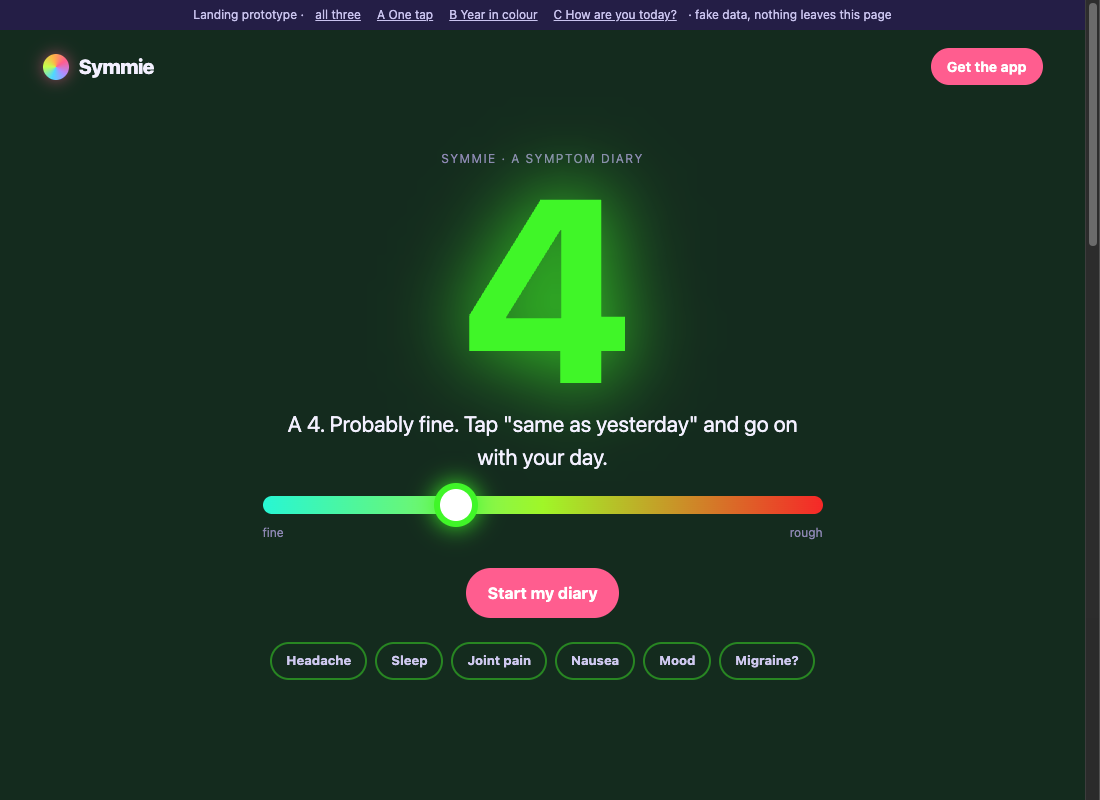 Landing prototype · all three A One tap B Year in colour C How are you today? · fake data, nothing leaves this page
Symmie
Get the app
SYMMIE · A SYMPTOM DIARY
4
A 4. Probably fine. Tap "same as yesterday" and go on
with your day.
fine
rough
Start my diary
Headache
Sleep
Joint pain
Nausea
Mood
Migraine?